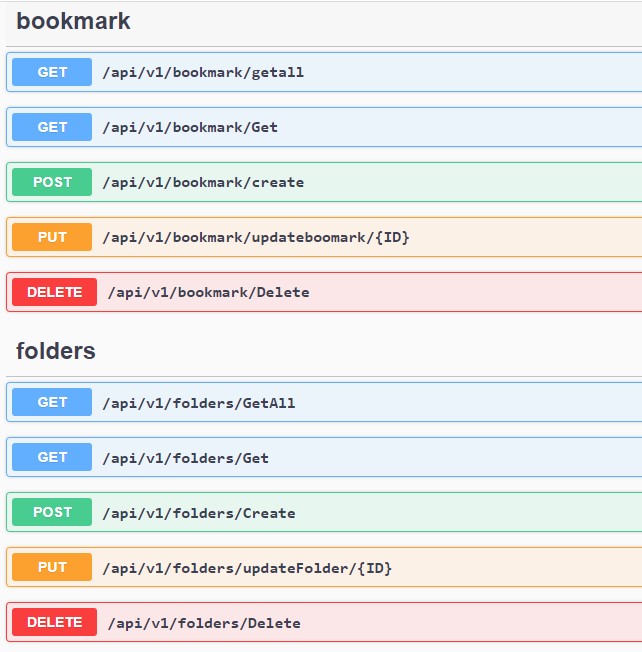 bookmark
GET /api/v1/bookmark/getall
GET /api/v1/bookmark/Get
POST /api/v1/bookmark/create
PUT /api/v1/bookmark/updateboomark/{ID}
DELETE /api/v1/bookmark/Delete
folders
GET /api/v1/folders/GetAll
GET /api/v1/folders/Get
POST /api/v1/folders/Create
PUT /api/v1/folders/updateFolder/{ID}
DELETE /api/v1/folders/Delete